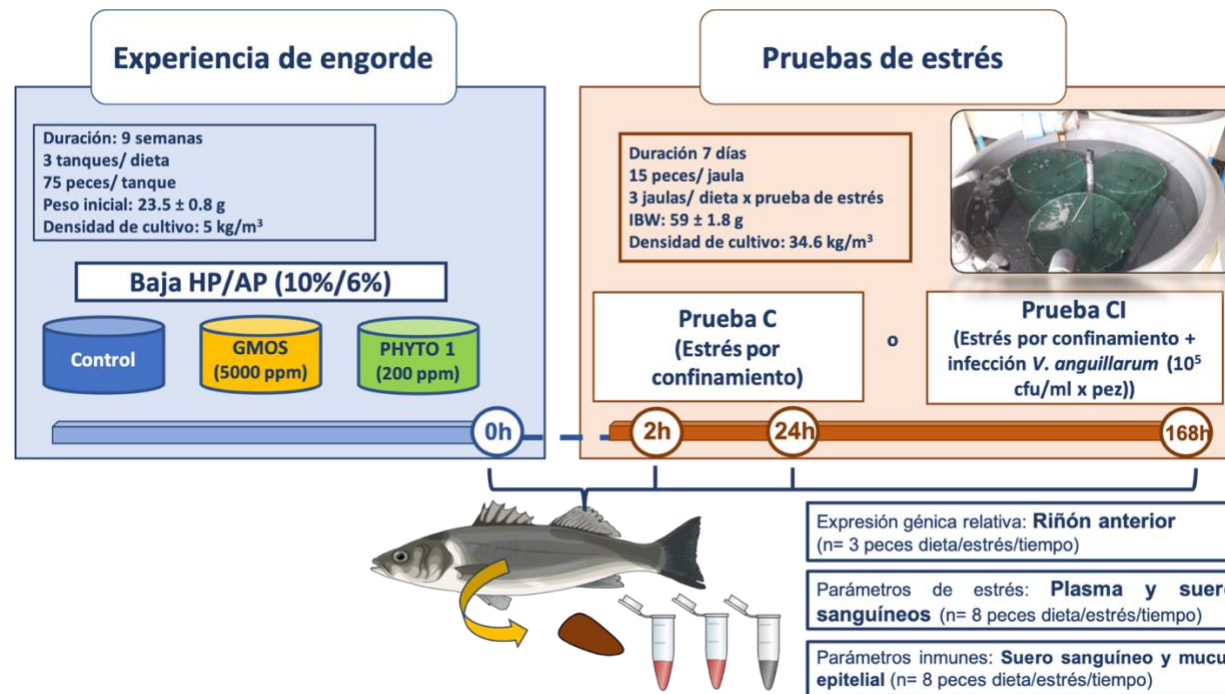 Experiencia de engorde
Duración: 9 semanas
3 tanques/ dieta
75 peces/ tanque
Peso inicial: 23.5 ± 0.8 g
Densidad de cultivo: 5 kg/m³
Baja HP/AP (10%/6%)
Control
GMOS
(5000 ppm)
PHYTO 1
(200 ppm)
0h
Pruebas de estrés
Duración 7 días
15 peces/ jaula
3 jaulas/ dieta x prueba de estrés
IBW: 59 ± 1.8 g
Densidad de cultivo: 34.6 kg/m³
Prueba C
(Estrés por
confinamiento)
o
Prueba CI
(Estrés por confinamiento +
infección V. anguillarum (10⁵
cfu/ml x pez))
2h
24h
168h
Expresión génica relativa: Riñón anterior
(n= 3 peces dieta/estrés/tiempo)
Parámetros de estrés: Plasma y suero
sanguíneos (n= 8 peces dieta/estrés/tiempo)
Parámetros inmunes: Suero sanguíneo y mucu
epitelial (n= 8 peces dieta/estrés/tiempo)